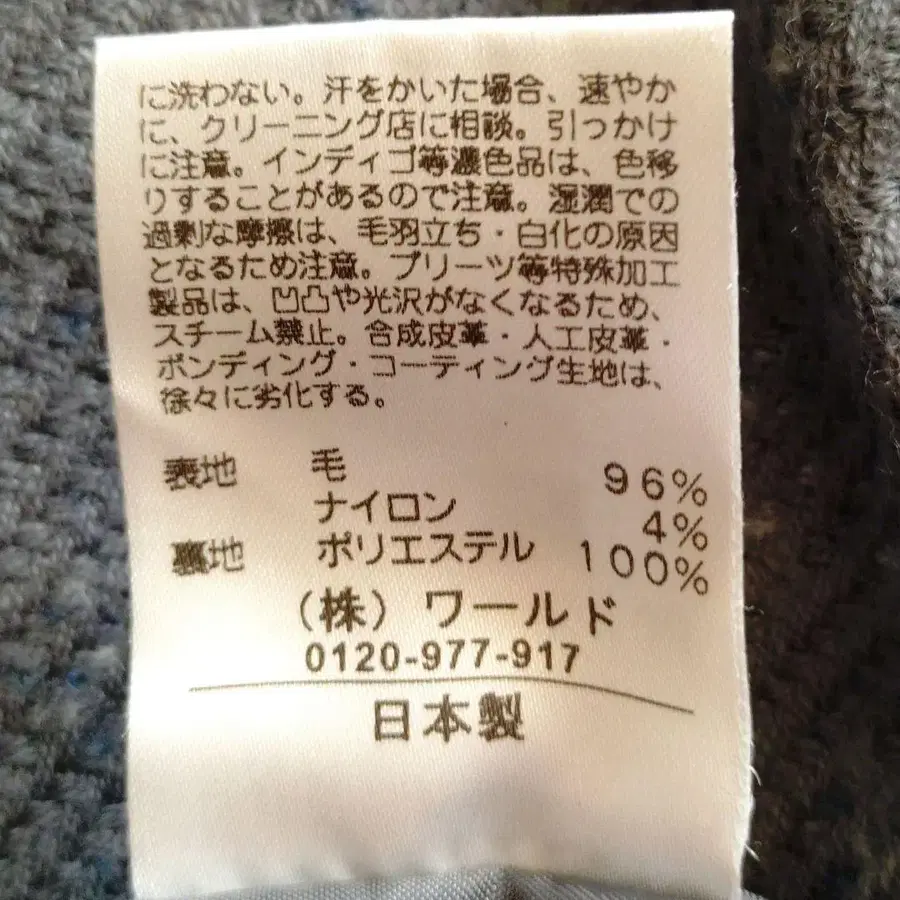 に洗わない。汗をかいた場合、速やか
に、クリーニング店に相談。引っかけ
に注意。インディゴ等濃色品は、色移
りすることがあるので注意。湿潤での
過剰な摩擦は、毛羽立ち・白化の原因
となるため注意。プリーツ等特殊加工
製品は、凹凸や光沢がなくなるため、
スチーム禁止。合成皮革・人工皮革・
ボンディング・コーティング生地は、
徐々に劣化する。
表地 毛 96%
ナイロン 4%
裏地 ポリエステル 100%
(株) ワールド
0120-977-917
日本製